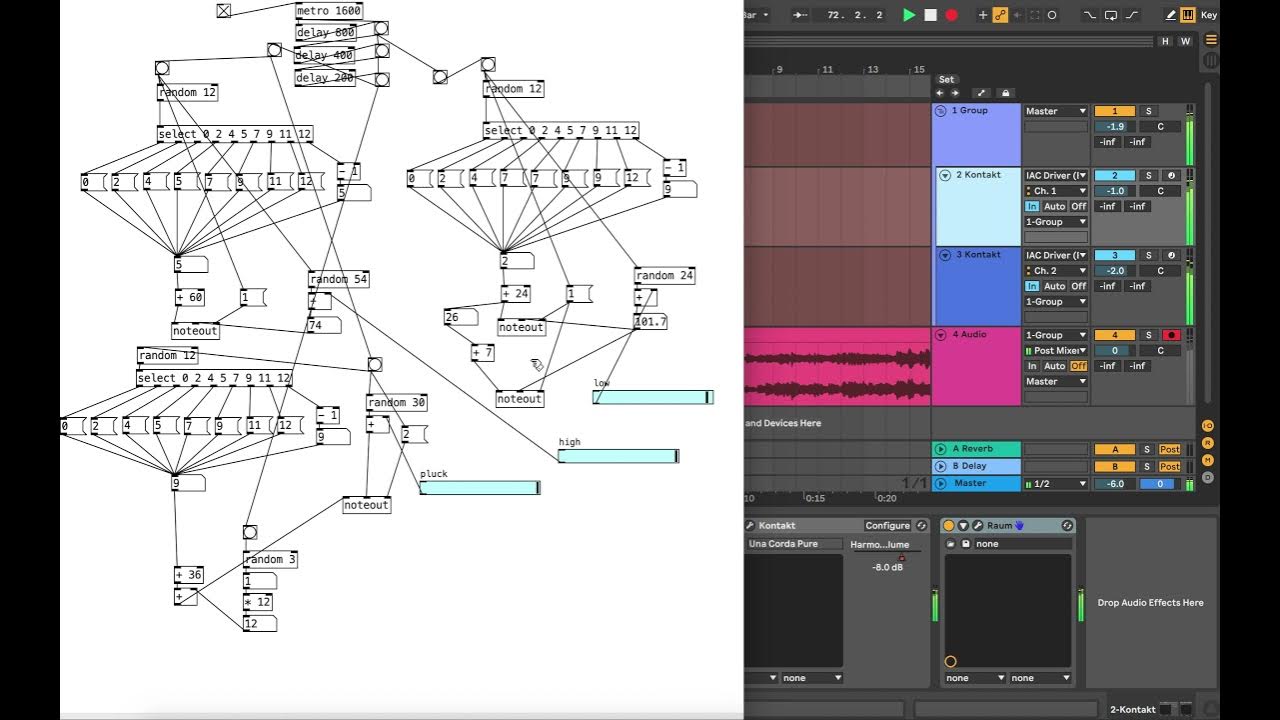 metro 1600
delay 800
delay 400
delay 200
random 12
select 0 2 4 5 7 9 11 12
0 2 4 5 7 9 11 12
- 1
5
5
+ 60
1
noteout
random 54
+
74
random 12
select 0 2 4 5 7 9 11 12
0 2 4 7 7 9 9 12
- 1
9
2
+ 24
1
26
noteout
+ 7
noteout
random 24
+
101.7
low
high
pluck
random 12
select 0 2 4 5 7 9 11 12
0 2 4 5 7 9 11 12
- 1
9
9
random 30
+
2
noteout
+ 36
+
random 3
1
* 12
12
Bar
72. 2. 2
Key
H W
9 11 13 15
Set
1 Group
Master
1 S
-1.9 C
-inf -inf
2 Kontakt
IAC Driver (I
2 S
Ch. 1
-1.0 C
In Auto Off
-inf -inf
1-Group
3 Kontakt
IAC Driver (I
3 S
Ch. 2
-2.0 C
In Auto Off
-inf -inf
1-Group
4 Audio
1-Group
4 S
Post Mixer
0 C
In Auto Off
-inf -inf
Master
and Devices Here
A Reverb
A Post
B Delay
B Post
Master
1/2
-6.0 0
1/1
10 0:15 0:20
I·O
R
M
D
Kontakt
Configure
Una Corda Pure
Harmo...lume
-8.0 dB
none
Raum
none
none none
Drop Audio Effects Here
2-Kontakt